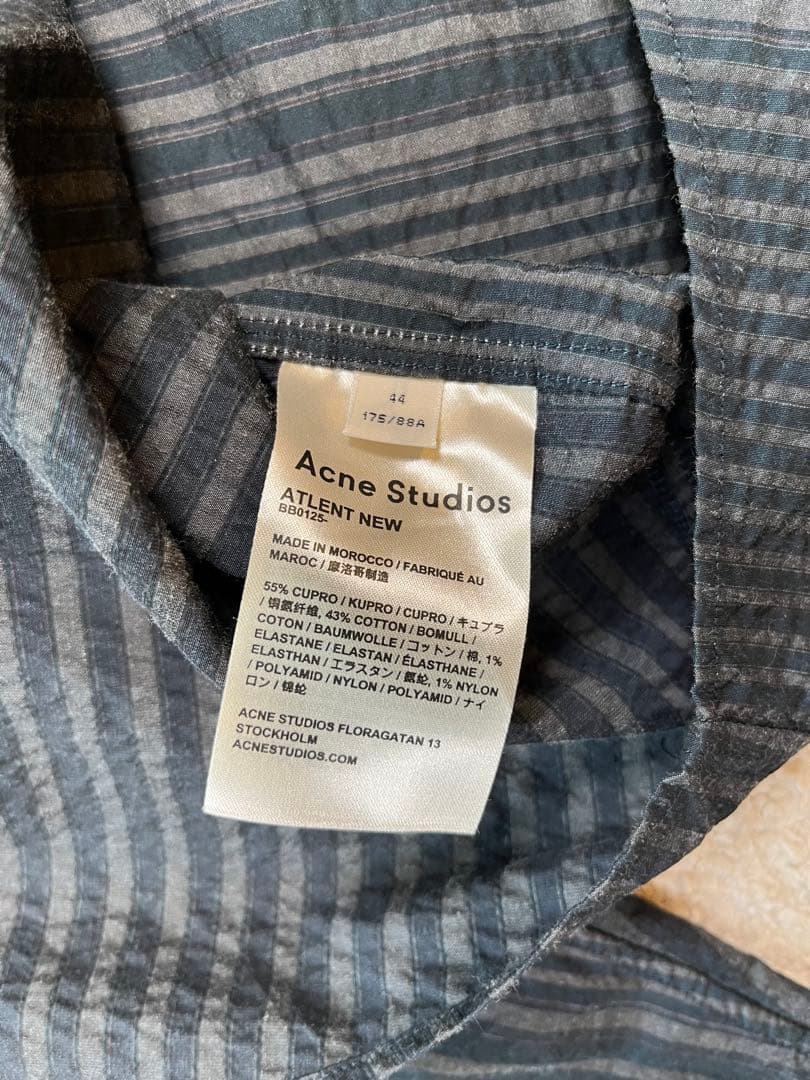 44
175/88A
Acne Studios
ATLENT NEW
BB0125-
MADE IN MOROCCO / FABRIQUÉ AU
MAROC / 摩洛哥制造
55% CUPRO / KUPRO / CUPRO / キュプラ
/ 铜氨纤维, 43% COTTON / BOMULL /
COTON / BAUMWOLLE / コットン / 棉, 1%
ELASTANE / ELASTAN / ÉLASTHANE /
ELASTHAN / エラスタン / 氨纶, 1% NYLON
/ POLYAMID / NYLON / POLYAMID / ナイ
ロン / 锦纶
ACNE STUDIOS FLORAGATAN 13
STOCKHOLM
ACNESTUDIOS.COM